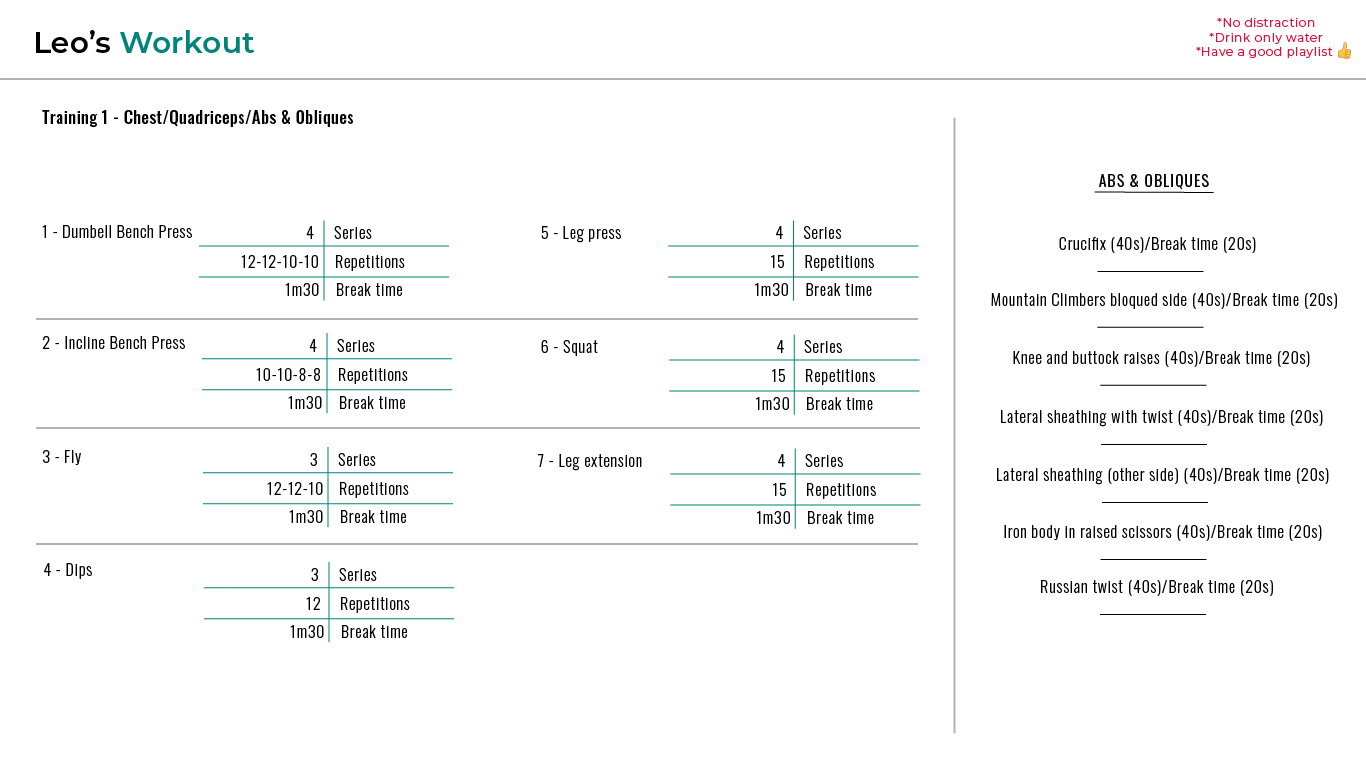 Leo's Workout
*No distraction
*Drink only water
*Have a good playlist 👍
Training 1 - Chest/Quadriceps/Abs & Obliques
1 - Dumbell Bench Press
4 Series
12-12-10-10 Repetitions
1m30 Break time
2 - Incline Bench Press
4 Series
10-10-8-8 Repetitions
1m30 Break time
3 - Fly
3 Series
12-12-10 Repetitions
1m30 Break time
4 - Dips
3 Series
12 Repetitions
1m30 Break time
5 - Leg press
4 Series
15 Repetitions
1m30 Break time
6 - Squat
4 Series
15 Repetitions
1m30 Break time
7 - Leg extension
4 Series
15 Repetitions
1m30 Break time
ABS & OBLIQUES
Crucifix (40s)/Break time (20s)
Mountain Climbers bloqued side (40s)/Break time (20s)
Knee and buttock raises (40s)/Break time (20s)
Lateral sheathing with twist (40s)/Break time (20s)
Lateral sheathing (other side) (40s)/Break time (20s)
Iron body in raised scissors (40s)/Break time (20s)
Russian twist (40s)/Break time (20s)